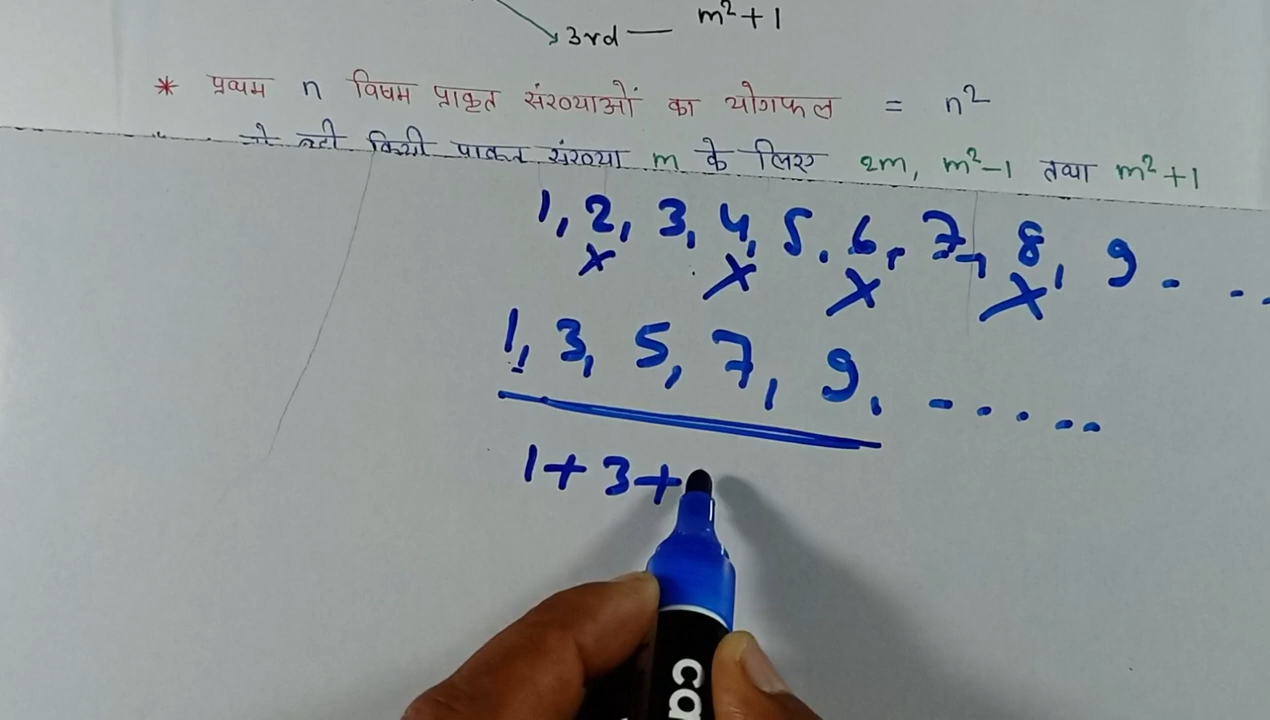 3rd — m²+1
* प्रथम n विषम प्राकृत संख्याओं का योगफल = n²
संख्या m के लिए 2m, m²-1 तथा m²+1
1, 2, 3, 4, 5, 6, 7, 8, 9 - - -
x x x x
1, 3, 5, 7, 9, - - - - -
1 + 3 +
ca